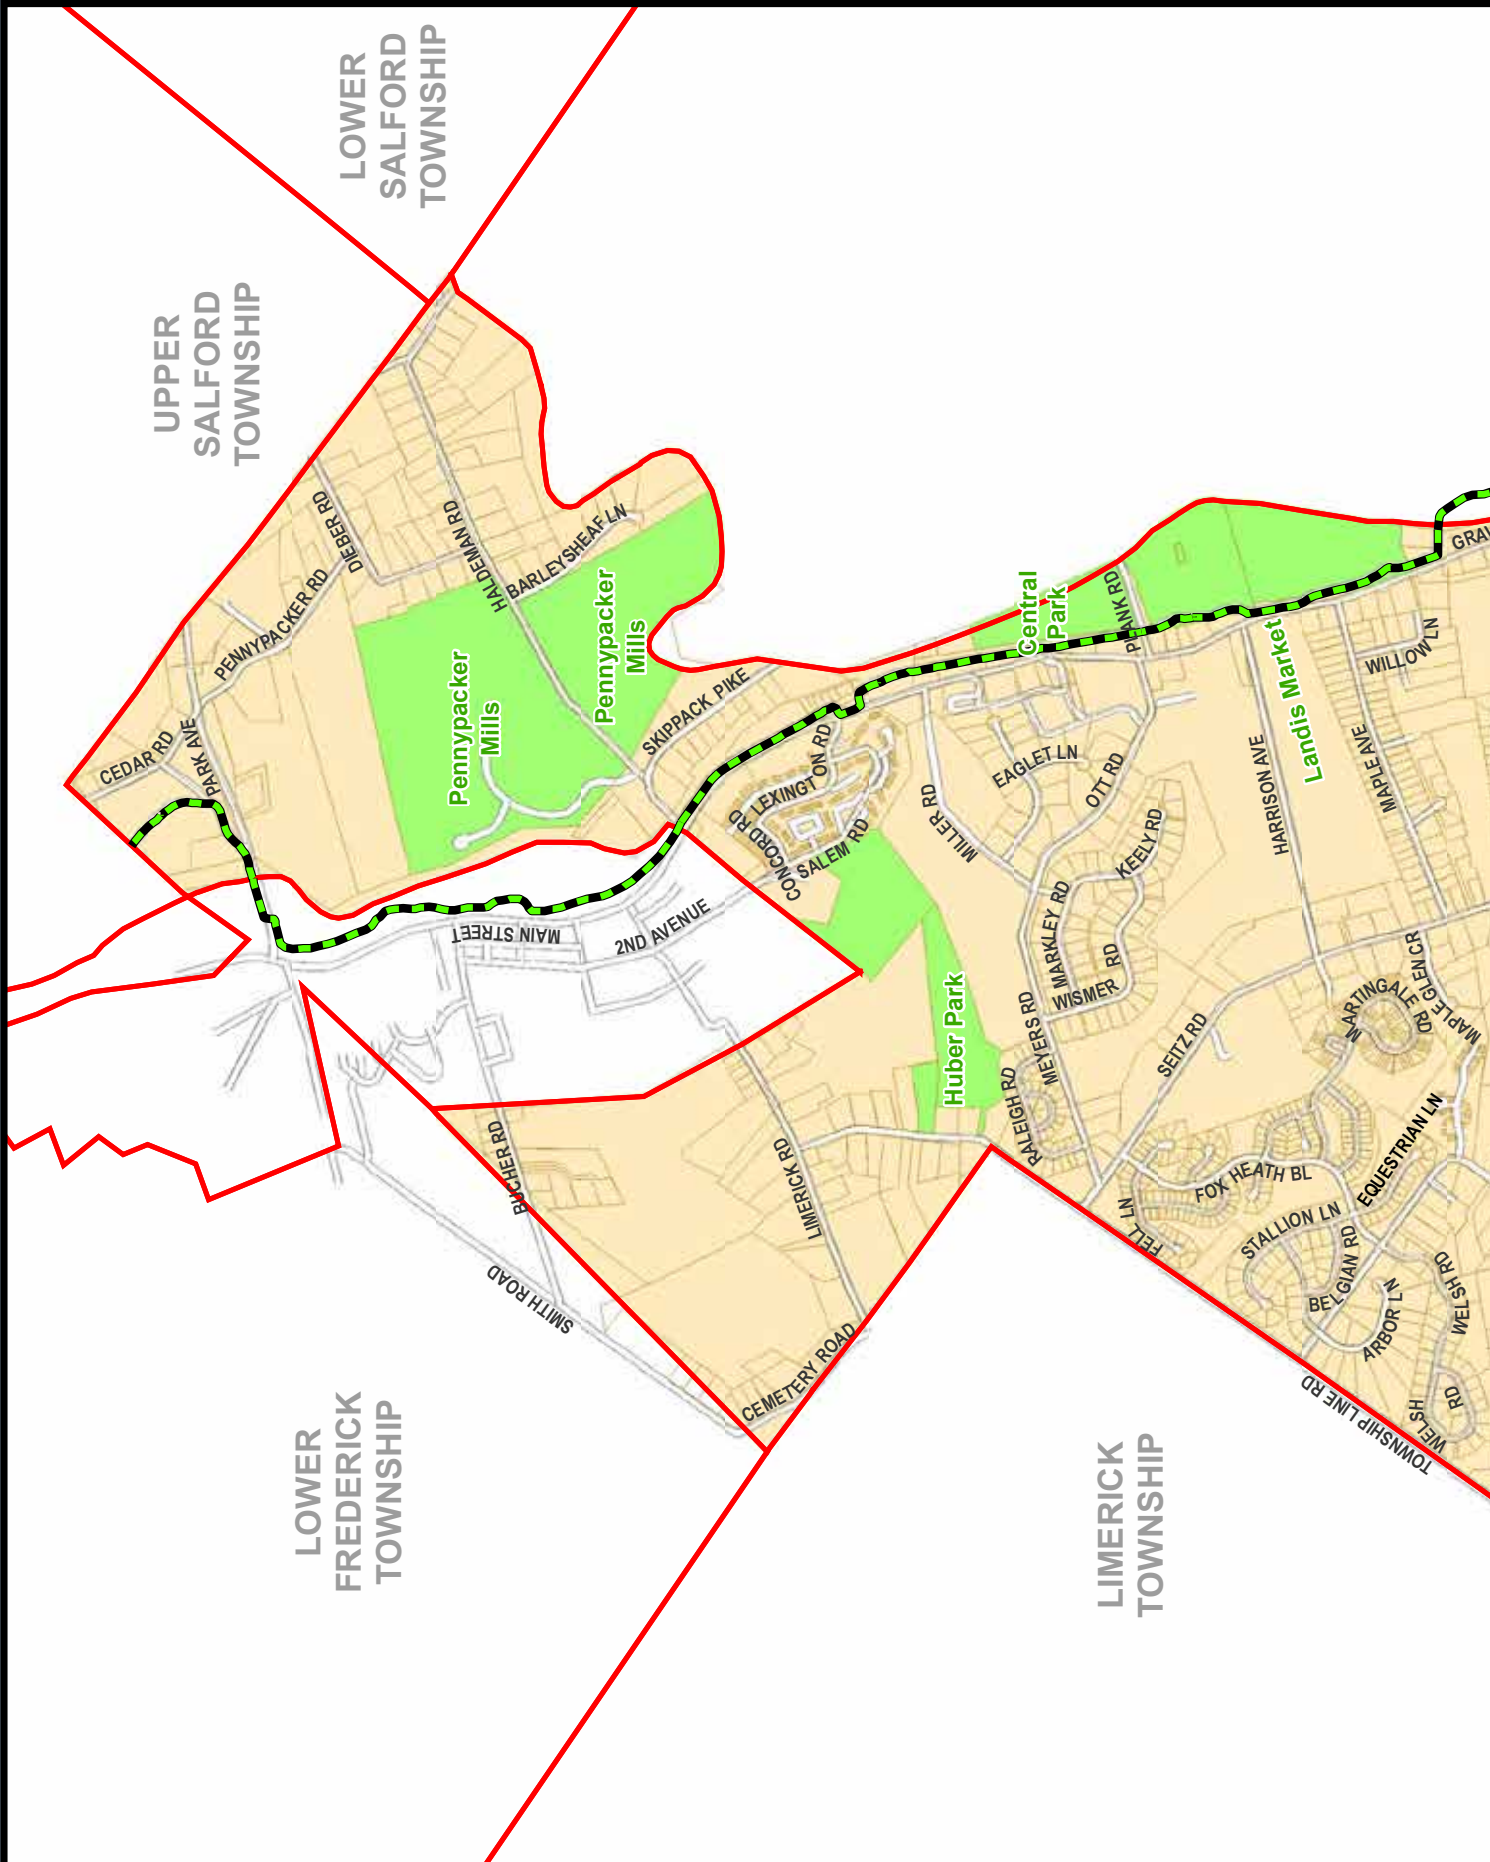 LOWER
SALFORD
TOWNSHIP
UPPER
SALFORD
TOWNSHIP
DIEBER RD
HALDEMAN RD
BARLEYSHEAF LN
PENNYPACKER RD
Pennypacker
Mills
Pennypacker
Mills
CEDAR RD
PARK AVE
SKIPPACK PIKE
Central
Park
PLANK RD
Landis Market
WILLOW LN
MAPLE AVE
HARRISON AVE
LEXINGTON RD
CONCORD RD
SALEM RD
EAGLET LN
OTT RD
MILLER RD
KEELY RD
MARKLEY RD
WISMER RD
MAIN STREET
2ND AVENUE
Huber Park
MEYERS RD
RALEIGH RD
SEITZ RD
MARTINGALE RD
MAPLE GLEN CR
MAPLE
BUCHER RD
LIMERICK RD
FOX HEATH BL
EQUESTRIAN LN
STALLION LN
FELL LN
BELGIAN RD
ARBOR LN
WELSH RD
WELSH RD
SMITH ROAD
CEMETERY ROAD
TOWNSHIP LINE RD
LOWER
FREDERICK
TOWNSHIP
LIMERICK
TOWNSHIP